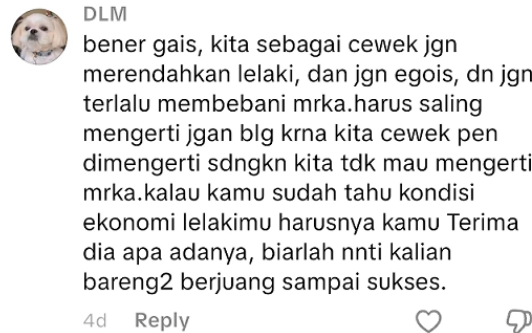 DLM
bener gais, kita sebagai cewek jgn
merendahkan lelaki, dan jgn egois, dn jgn
terlalu membebani mrka.harus saling
mengerti jgan blg krna kita cewek pen
dimengerti sdngkn kita tdk mau mengerti
mrka.kalau kamu sudah tahu kondisi
ekonomi lelakimu harusnya kamu Terima
dia apa adanya, biarlah nnti kalian
bareng2 berjuang sampai sukses.
4d Reply